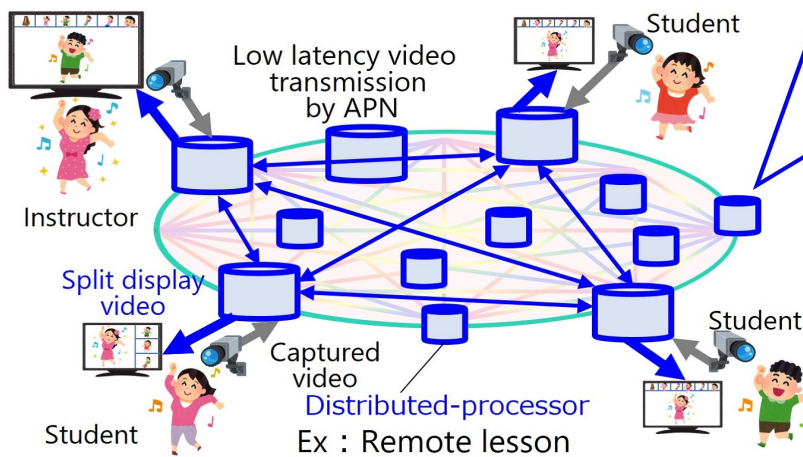 Low latency video
transmission
by APN
Student
Instructor
Split display
video
Captured
video
Student
Distributed-processor
Student
Ex : Remote lesson